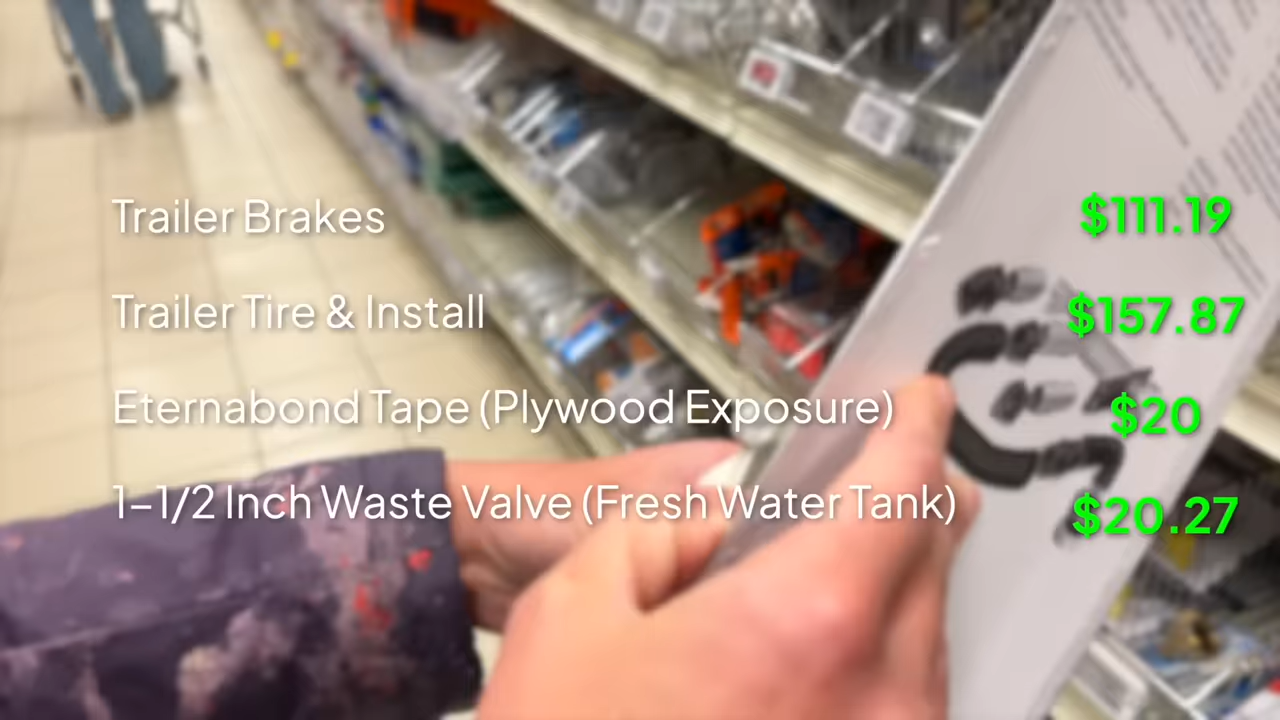 Trailer Brakes $111.19
Trailer Tire & Install $157.87
Eternabond Tape (Plywood Exposure) $20
1-1/2 Inch Waste Valve (Fresh Water Tank) $20.27